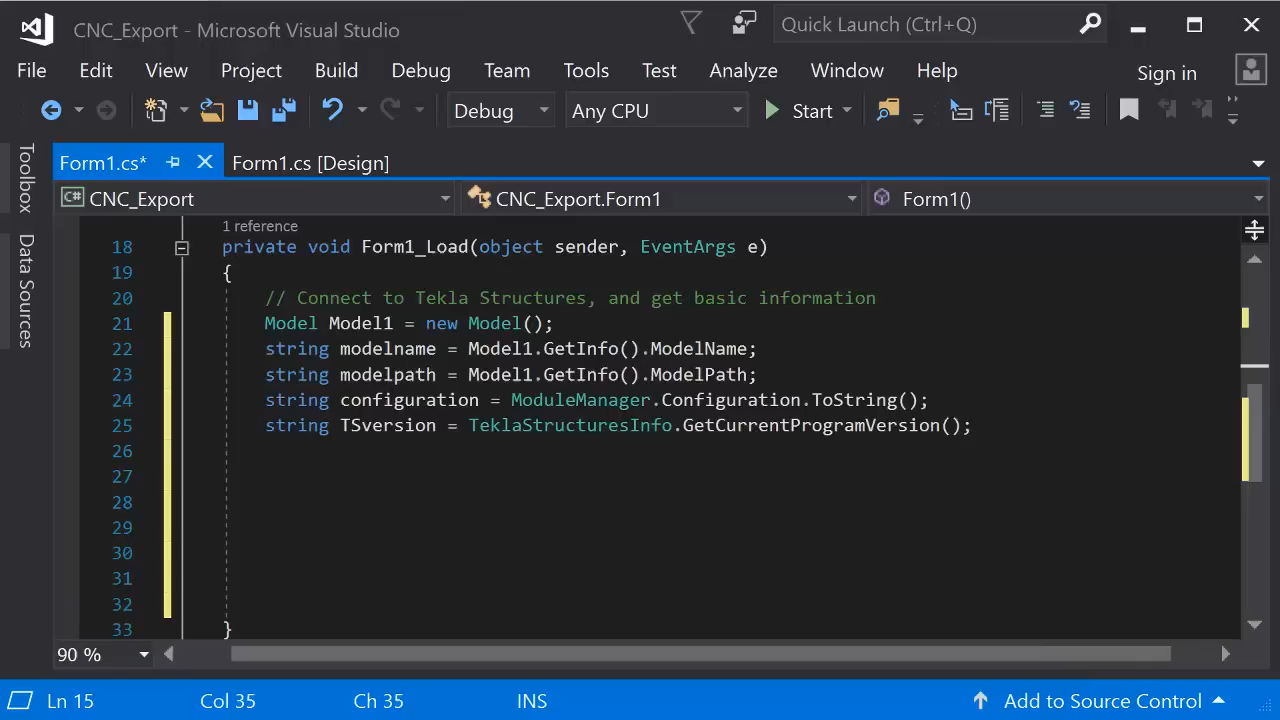 CNC_Export - Microsoft Visual Studio
Quick Launch (Ctrl+Q)
File Edit View Project Build Debug Team Tools Test Analyze Window Help Sign in
Debug Any CPU Start
Toolbox
Data Sources
Form1.cs* Form1.cs [Design]
C# CNC_Export CNC_Export.Form1 Form1()
1 reference
18 private void Form1_Load(object sender, EventArgs e)
19 {
20 // Connect to Tekla Structures, and get basic information
21 Model Model1 = new Model();
22 string modelname = Model1.GetInfo().ModelName;
23 string modelpath = Model1.GetInfo().ModelPath;
24 string configuration = ModuleManager.Configuration.ToString();
25 string TSversion = TeklaStructuresInfo.GetCurrentProgramVersion();
26
27
28
29
30
31
32
33 }
90 %
Ln 15 Col 35 Ch 35 INS Add to Source Control